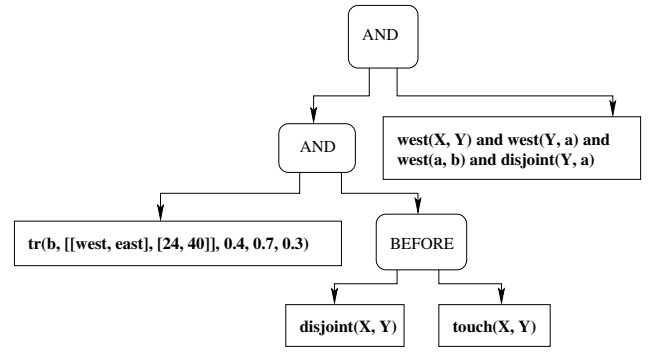 AND
west(X, Y) and west(Y, a) and
west(a, b) and disjoint(Y, a)
AND
tr(b, [[west, east], [24, 40]], 0.4, 0.7, 0.3)
BEFORE
disjoint(X, Y)
touch(X, Y)